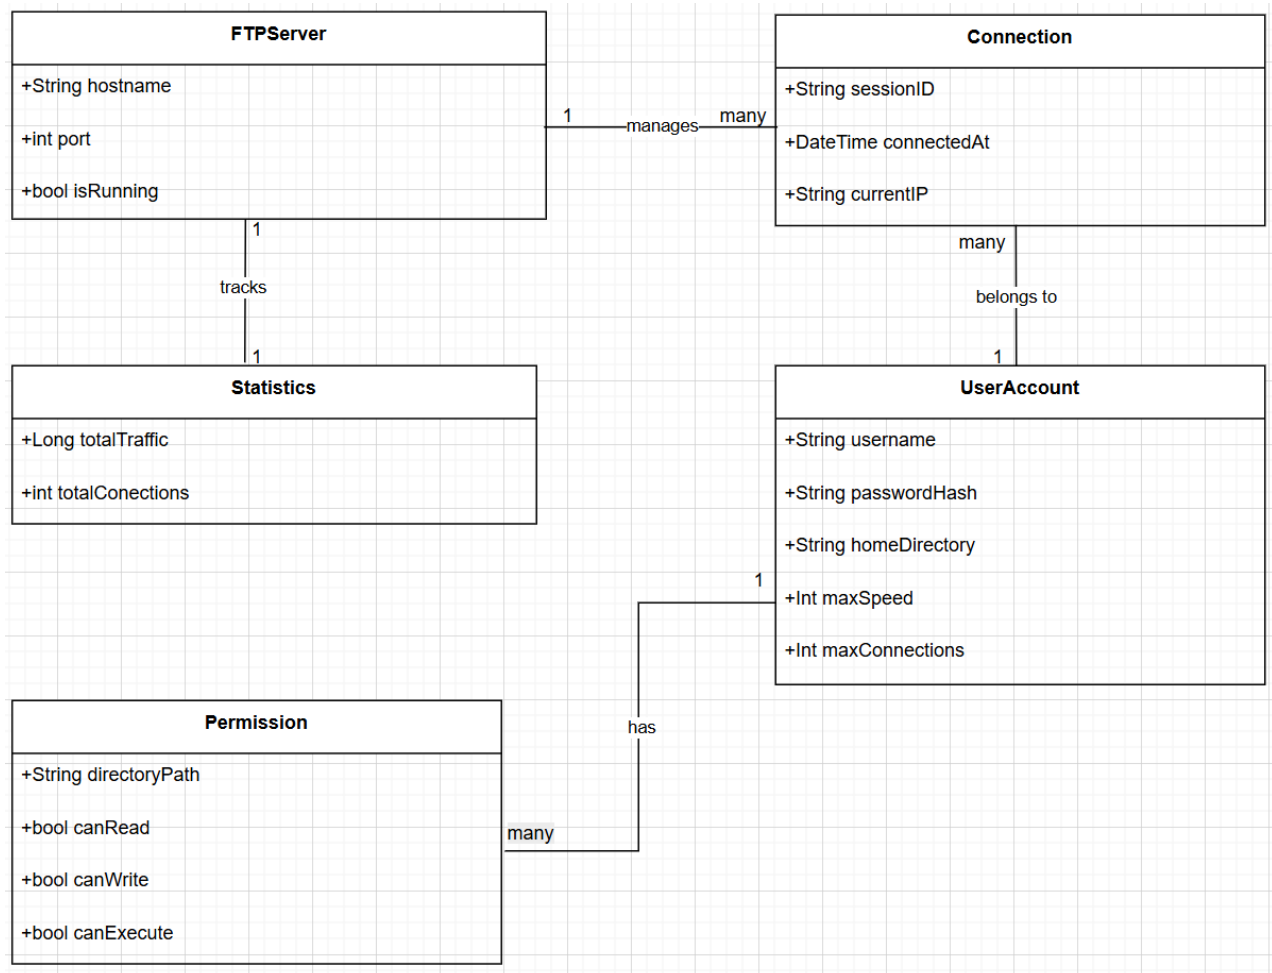 FTPServer
+String hostname
+int port
+bool isRunning
1
manages
many
Connection
+String sessionID
+DateTime connectedAt
+String currentIP
1
tracks
1
many
belongs to
1
Statistics
+Long totalTraffic
+int totalConections
UserAccount
+String username
+String passwordHash
+String homeDirectory
+Int maxSpeed
+Int maxConnections
1
has
many
Permission
+String directoryPath
+bool canRead
+bool canWrite
+bool canExecute